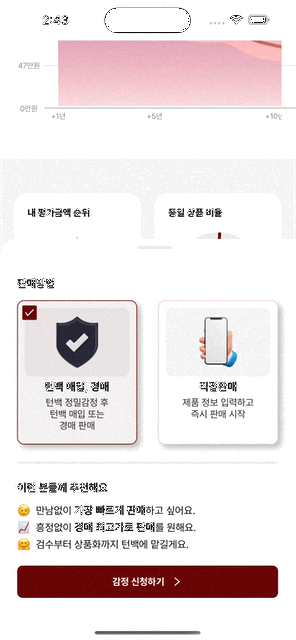 2:43
47만원
0만원
+1년
+5년
+10년
내 평가금액 순위
동일 상품 비율
판매방법
턴백 매입, 경매
턴백 정밀감정 후
턴백 매입 또는
경매 판매
직접판매
제품 정보 입력하고
즉시 판매 시작
이런 분들께 추천해요
만남없이 가장 빠르게 판매하고 싶어요.
흥정없이 경매 최고가로 판매를 원해요.
검수부터 상품화까지 턴백에 맡길게요.
감정 신청하기